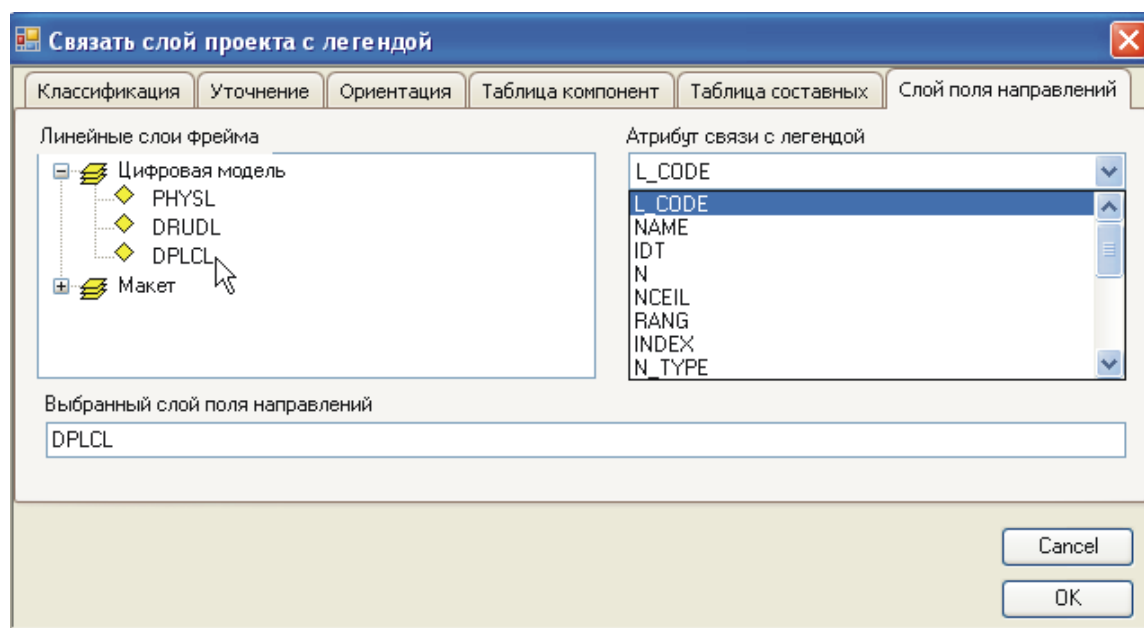 Связать слой проекта с легендой
Классификация Уточнение Ориентация Таблица компонент Таблица составных Слой поля направлений
Линейные слои фрейма
Цифровая модель
PHYSL
DRUDL
DPLCL
Макет
Атрибут связи с легендой
L_CODE
L_CODE
NAME
IDT
N
NCEIL
RANG
INDEX
N_TYPE
Выбранный слой поля направлений
DPLCL
Cancel
OK